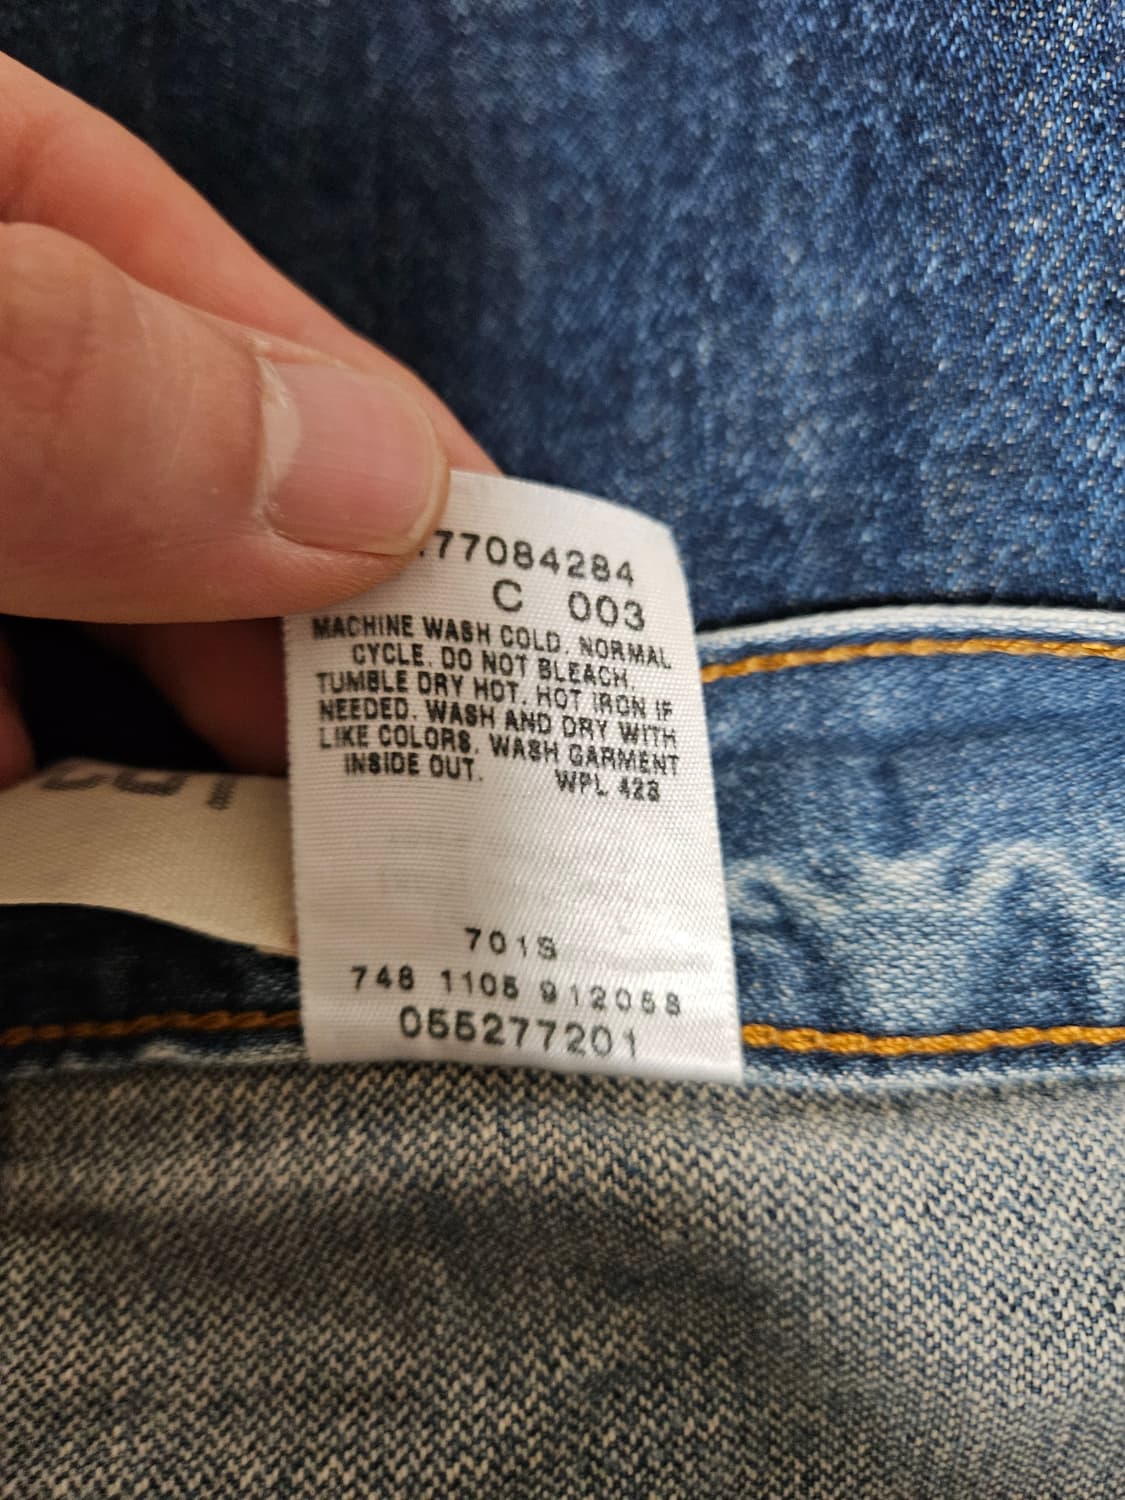 .77084284
C 003
MACHINE WASH COLD. NORMAL
CYCLE. DO NOT BLEACH.
TUMBLE DRY HOT. HOT IRON IF
NEEDED. WASH AND DRY WITH
LIKE COLORS. WASH GARMENT
INSIDE OUT. WPL 423
701S
748 1105 912058
055277201